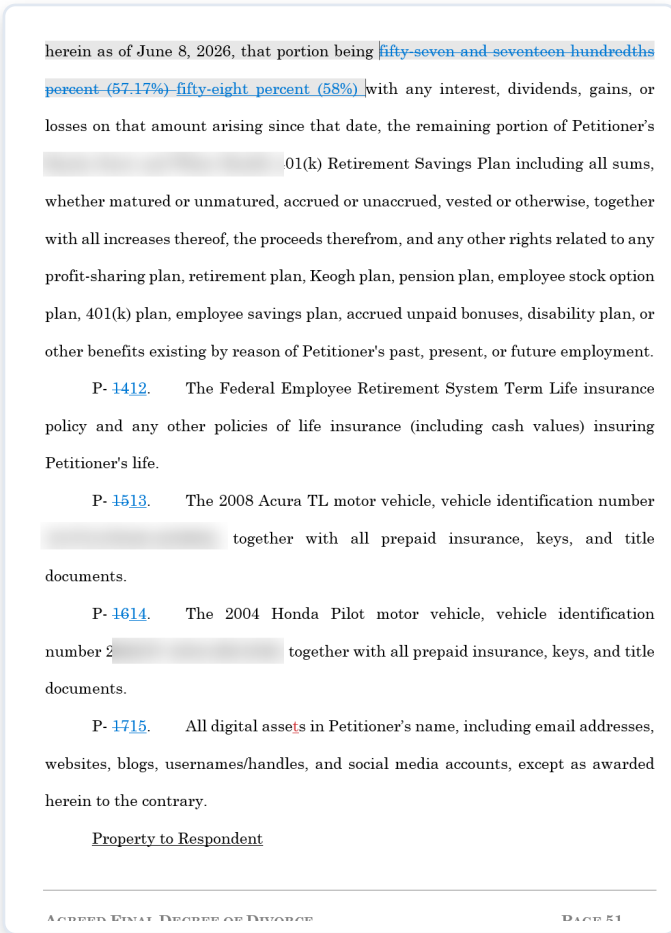 herein as of June 8, 2026, that portion being fifty-seven and seventeen hundredths
percent (57.17%) fifty-eight percent (58%) with any interest, dividends, gains, or
losses on that amount arising since that date, the remaining portion of Petitioner's
01(k) Retirement Savings Plan including all sums,
whether matured or unmatured, accrued or unaccrued, vested or otherwise, together
with all increases thereof, the proceeds therefrom, and any other rights related to any
profit-sharing plan, retirement plan, Keogh plan, pension plan, employee stock option
plan, 401(k) plan, employee savings plan, accrued unpaid bonuses, disability plan, or
other benefits existing by reason of Petitioner's past, present, or future employment.
P- 1412. The Federal Employee Retirement System Term Life insurance
policy and any other policies of life insurance (including cash values) insuring
Petitioner's life.
P- 1513. The 2008 Acura TL motor vehicle, vehicle identification number
together with all prepaid insurance, keys, and title
documents.
P- 1614. The 2004 Honda Pilot motor vehicle, vehicle identification
number 2 together with all prepaid insurance, keys, and title
documents.
P- 1715. All digital assets in Petitioner's name, including email addresses,
websites, blogs, usernames/handles, and social media accounts, except as awarded
herein to the contrary.
Property to Respondent
AGREED FINAL DECREE OF DIVORCE PAGE 51